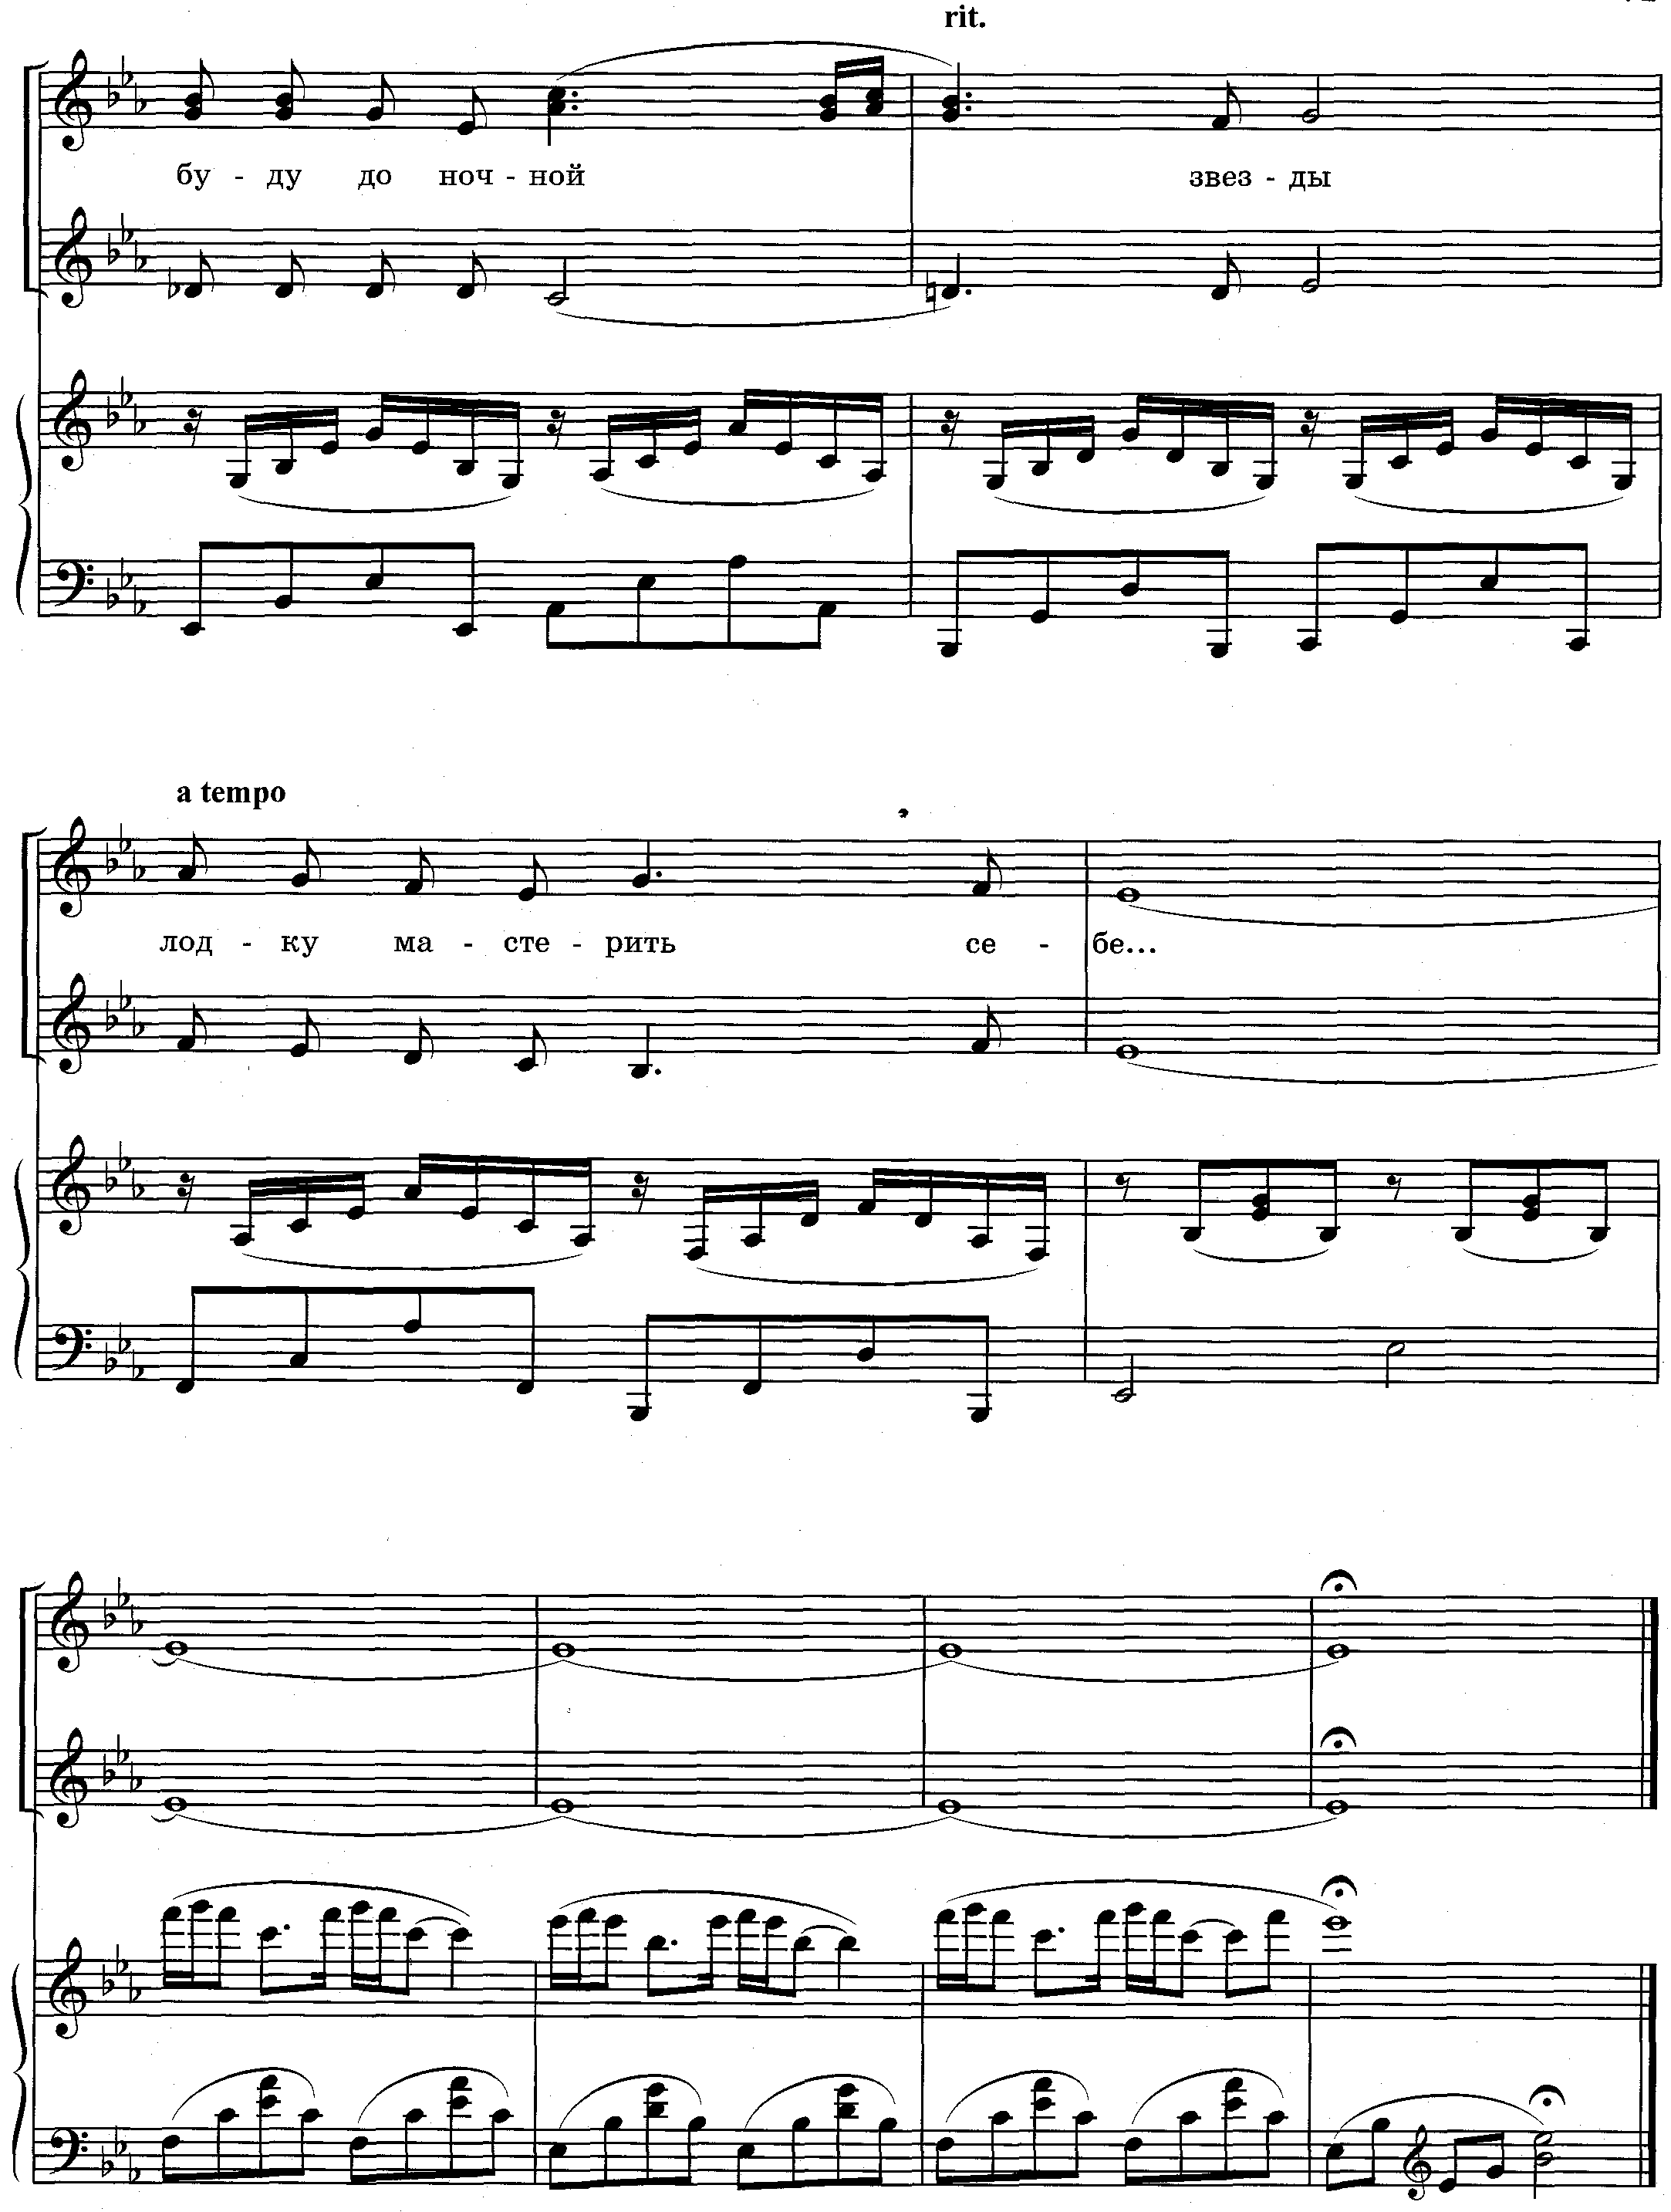 rit.
бу - ду до ноч - ной звез - ды
a tempo
лод - ку ма - сте - рить се - бе...